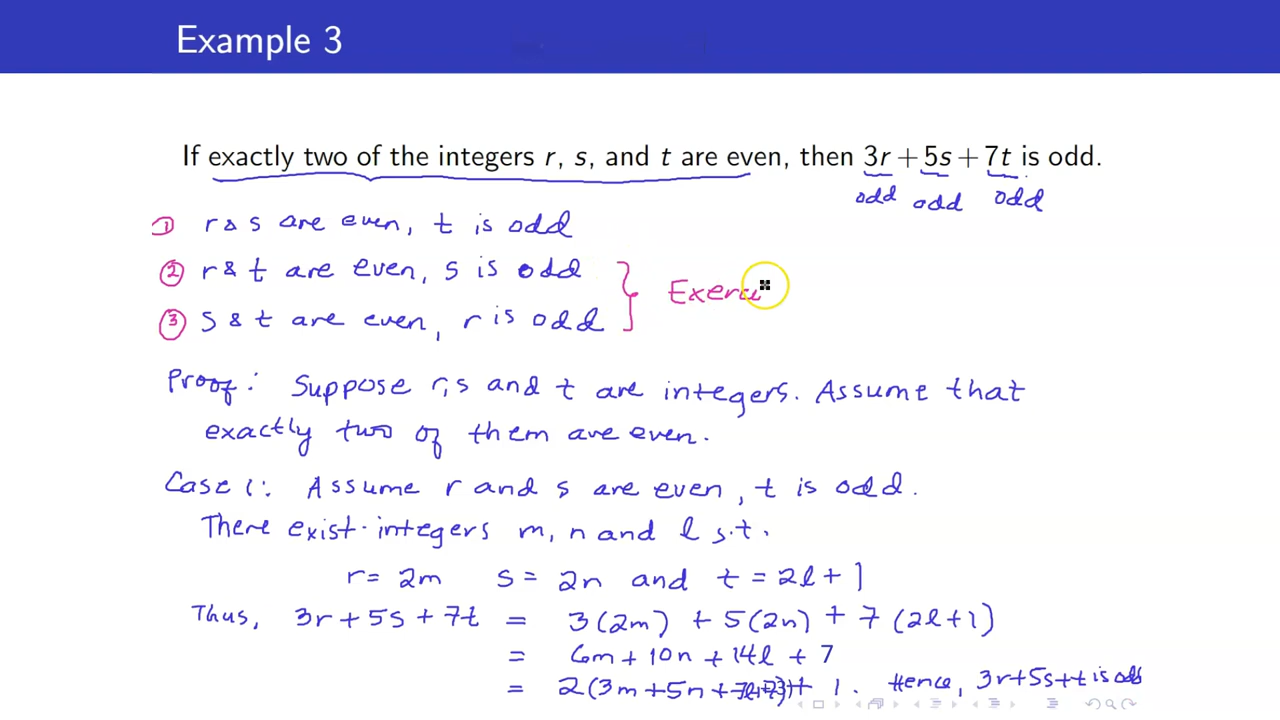 Example 3
If exactly two of the integers r, s, and t are even, then 3r + 5s + 7t is odd.
odd odd odd
① r & s are even, t is odd
② r & t are even, s is odd
③ s & t are even, r is odd
Exerci
Proof: Suppose r, s and t are integers. Assume that
exactly two of them are even.
Case 1: Assume r and s are even, t is odd.
There exist integers m, n and l s.t.
r = 2m s = 2n and t = 2l + 1
Thus, 3r + 5s + 7t = 3(2m) + 5(2n) + 7(2l+1)
= 6m + 10n + 14l + 7
= 2(3m + 5n + 7l+3) + 1. Hence, 3r+5s+t is odd